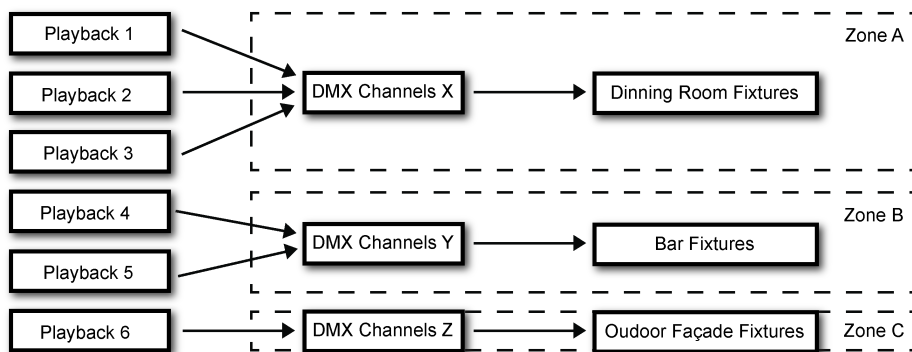 Playback 1
Playback 2
Playback 3
Playback 4
Playback 5
Playback 6
Zone A
DMX Channels X
Dinning Room Fixtures
Zone B
DMX Channels Y
Bar Fixtures
DMX Channels Z
Oudoor Façade Fixtures
Zone C